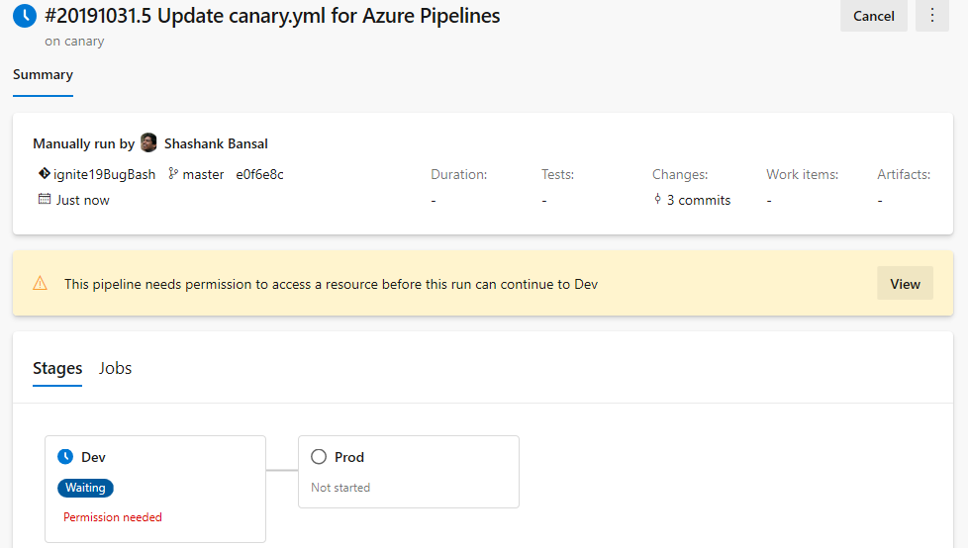 #20191031.5 Update canary.yml for Azure Pipelines
Cancel
on canary
Summary
Manually run by Shashank Bansal
ignite19BugBash master e0f6e8c
Duration: Tests: Changes: Work items: Artifacts:
Just now
- - 3 commits - -
This pipeline needs permission to access a resource before this run can continue to Dev
View
Stages Jobs
Dev
Waiting
Permission needed
Prod
Not started